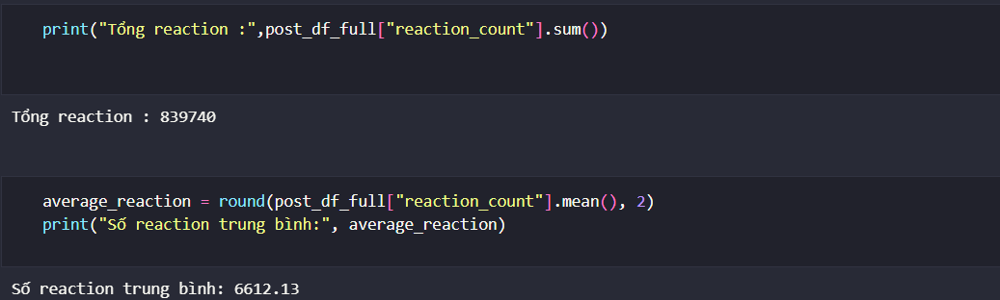 print("Tổng reaction :",post_df_full["reaction_count"].sum())
Tổng reaction : 839740
average_reaction = round(post_df_full["reaction_count"].mean(), 2)
print("Số reaction trung bình:", average_reaction)
Số reaction trung bình: 6612.13